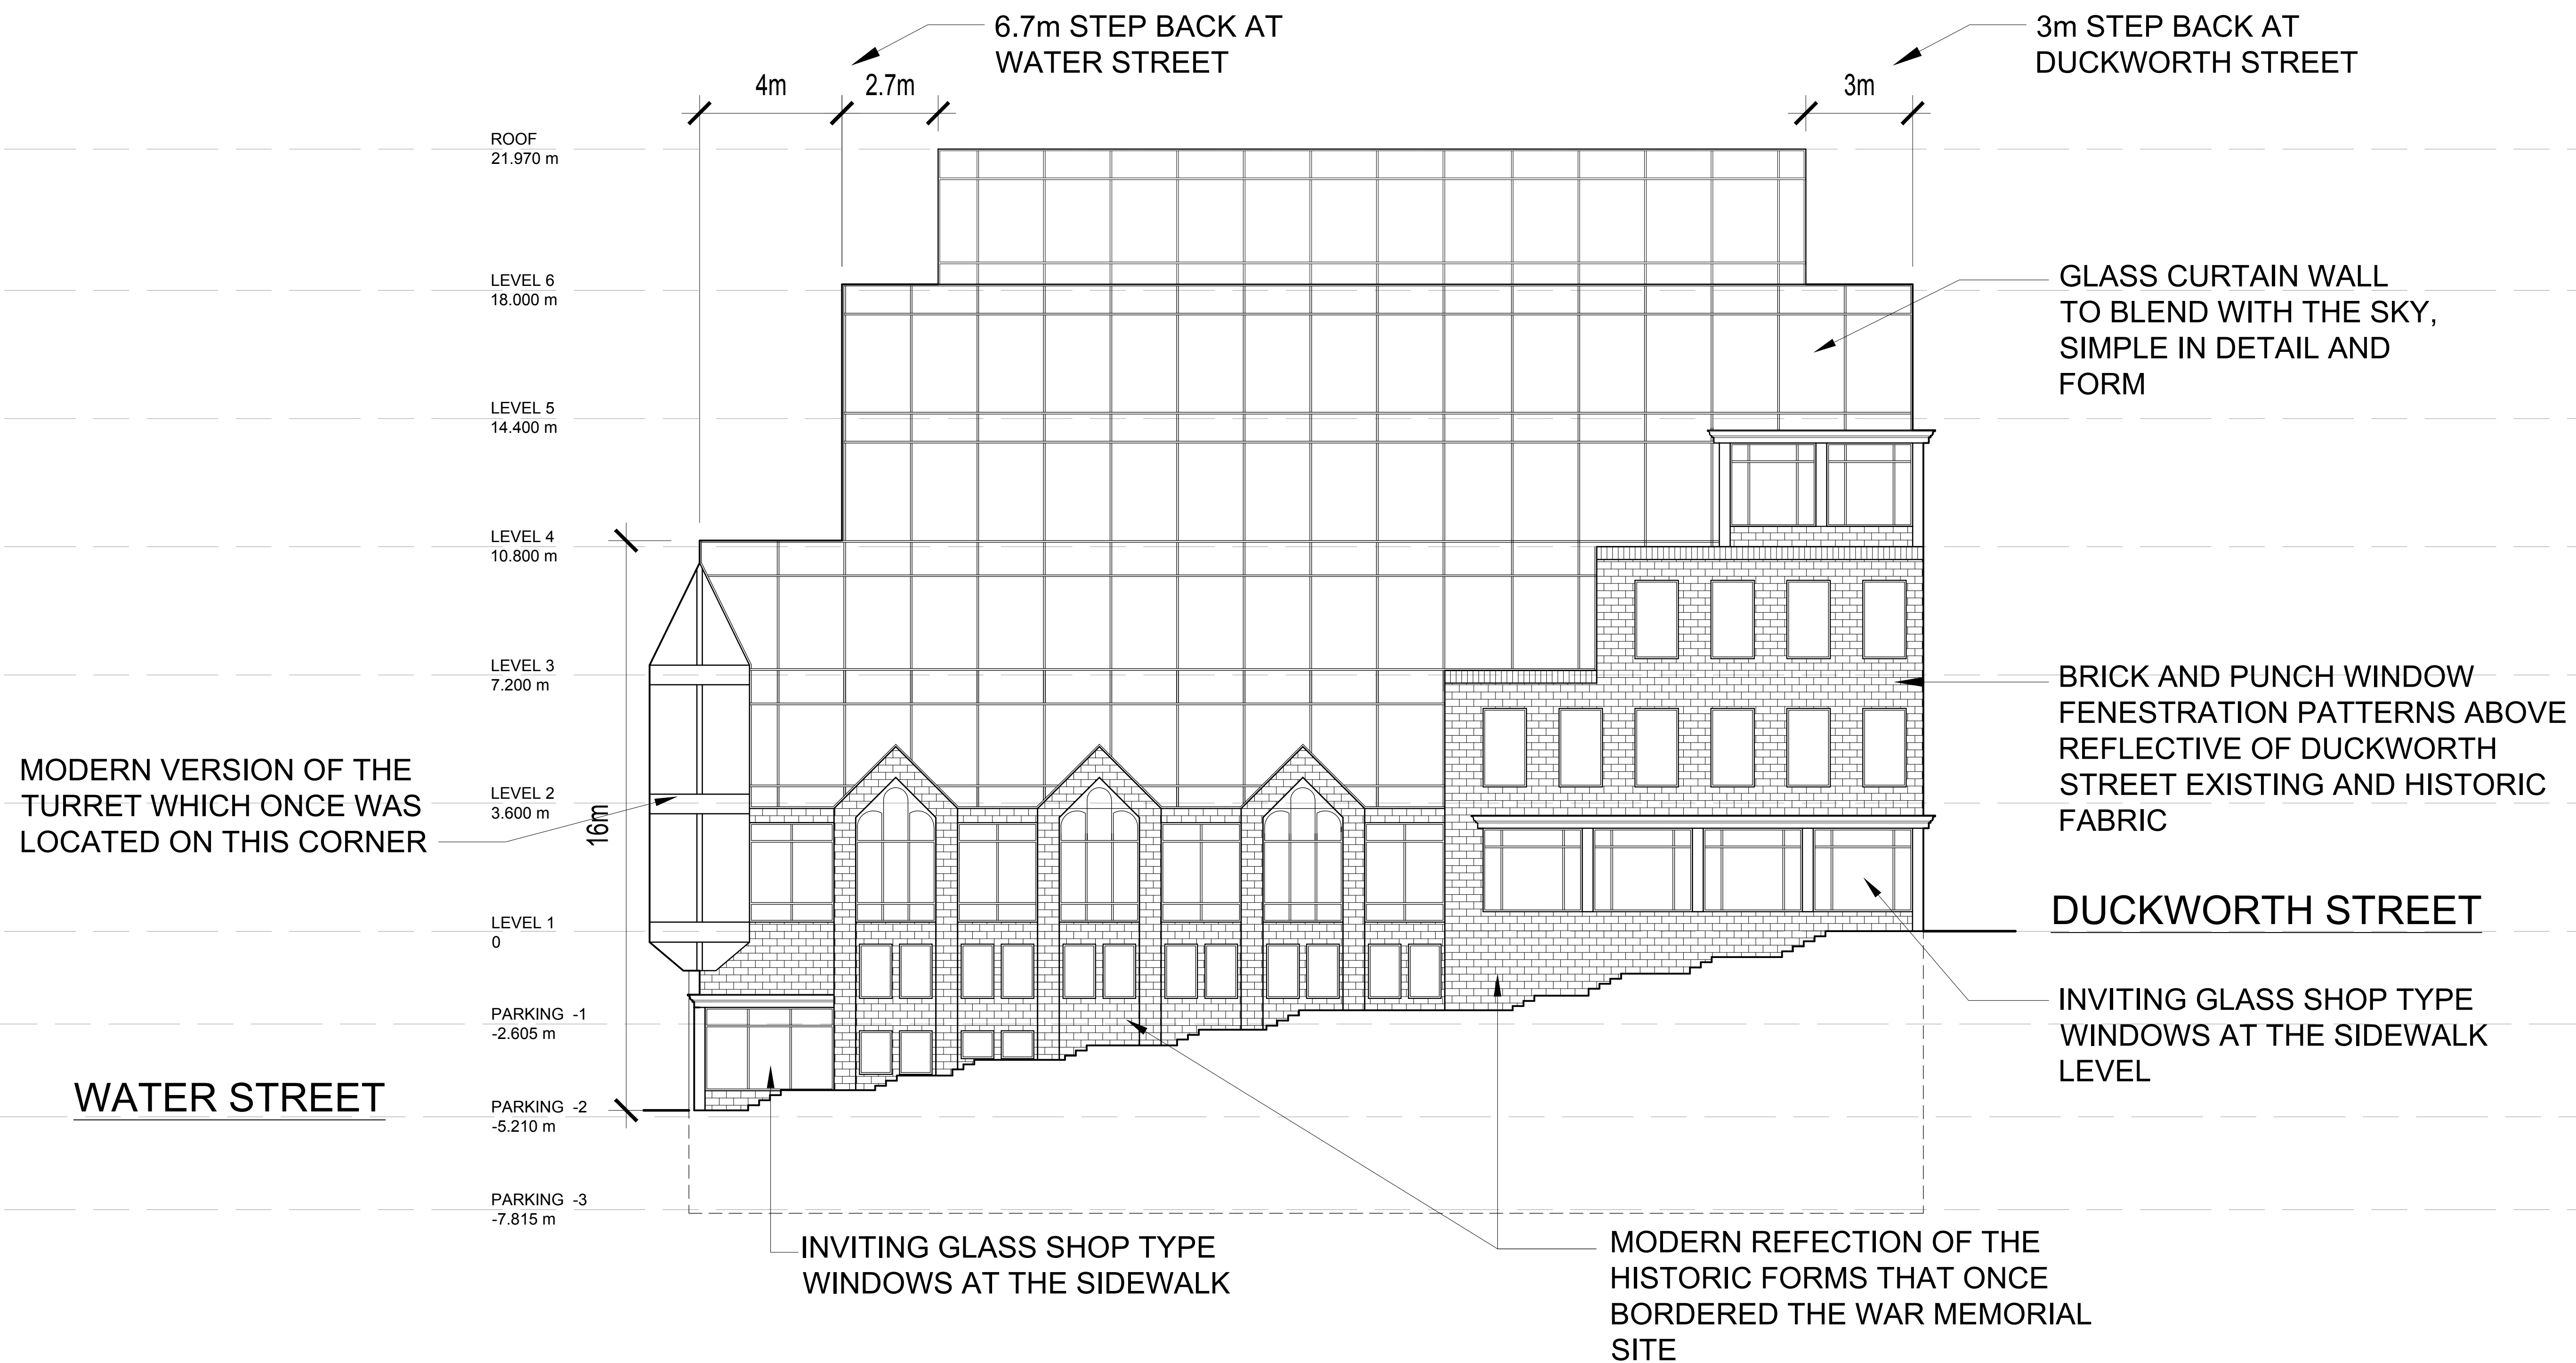 6.7m STEP BACK AT
WATER STREET
3m STEP BACK AT
DUCKWORTH STREET
4m
2.7m
3m
ROOF
21.970 m
LEVEL 6
18.000 m
GLASS CURTAIN WALL
TO BLEND WITH THE SKY,
SIMPLE IN DETAIL AND
FORM
LEVEL 5
14.400 m
LEVEL 4
10.800 m
LEVEL 3
7.200 m
BRICK AND PUNCH WINDOW
FENESTRATION PATTERNS ABOVE
REFLECTIVE OF DUCKWORTH
STREET EXISTING AND HISTORIC
FABRIC
MODERN VERSION OF THE
TURRET WHICH ONCE WAS
LOCATED ON THIS CORNER
LEVEL 2
3.600 m
16m
LEVEL 1
0
DUCKWORTH STREET
INVITING GLASS SHOP TYPE
WINDOWS AT THE SIDEWALK
LEVEL
PARKING -1
-2.605 m
WATER STREET
PARKING -2
-5.210 m
PARKING -3
-7.815 m
INVITING GLASS SHOP TYPE
WINDOWS AT THE SIDEWALK
MODERN REFECTION OF THE
HISTORIC FORMS THAT ONCE
BORDERED THE WAR MEMORIAL
SITE